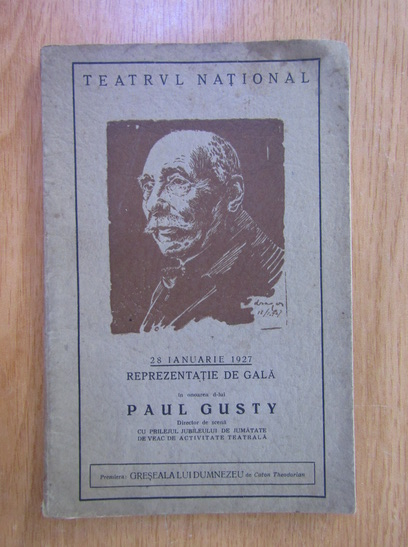 TEATRVL NAȚIONAL
28 IANUARIE 1927
REPREZENTAȚIE DE GALĂ
în onoarea d-lui
PAUL GUSTY
Director de scenă
CU PRILEJUL JUBILEULUI DE JUMĂTATE
DE VEAC DE ACTIVITATE TEATRALĂ
Premiera: GREȘEALA LUI DUMNEZEU de Caton Theodorian